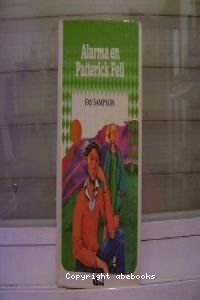 Alarma en
Patterick Fell
FAY SAMPSON
Copyright@abebooks